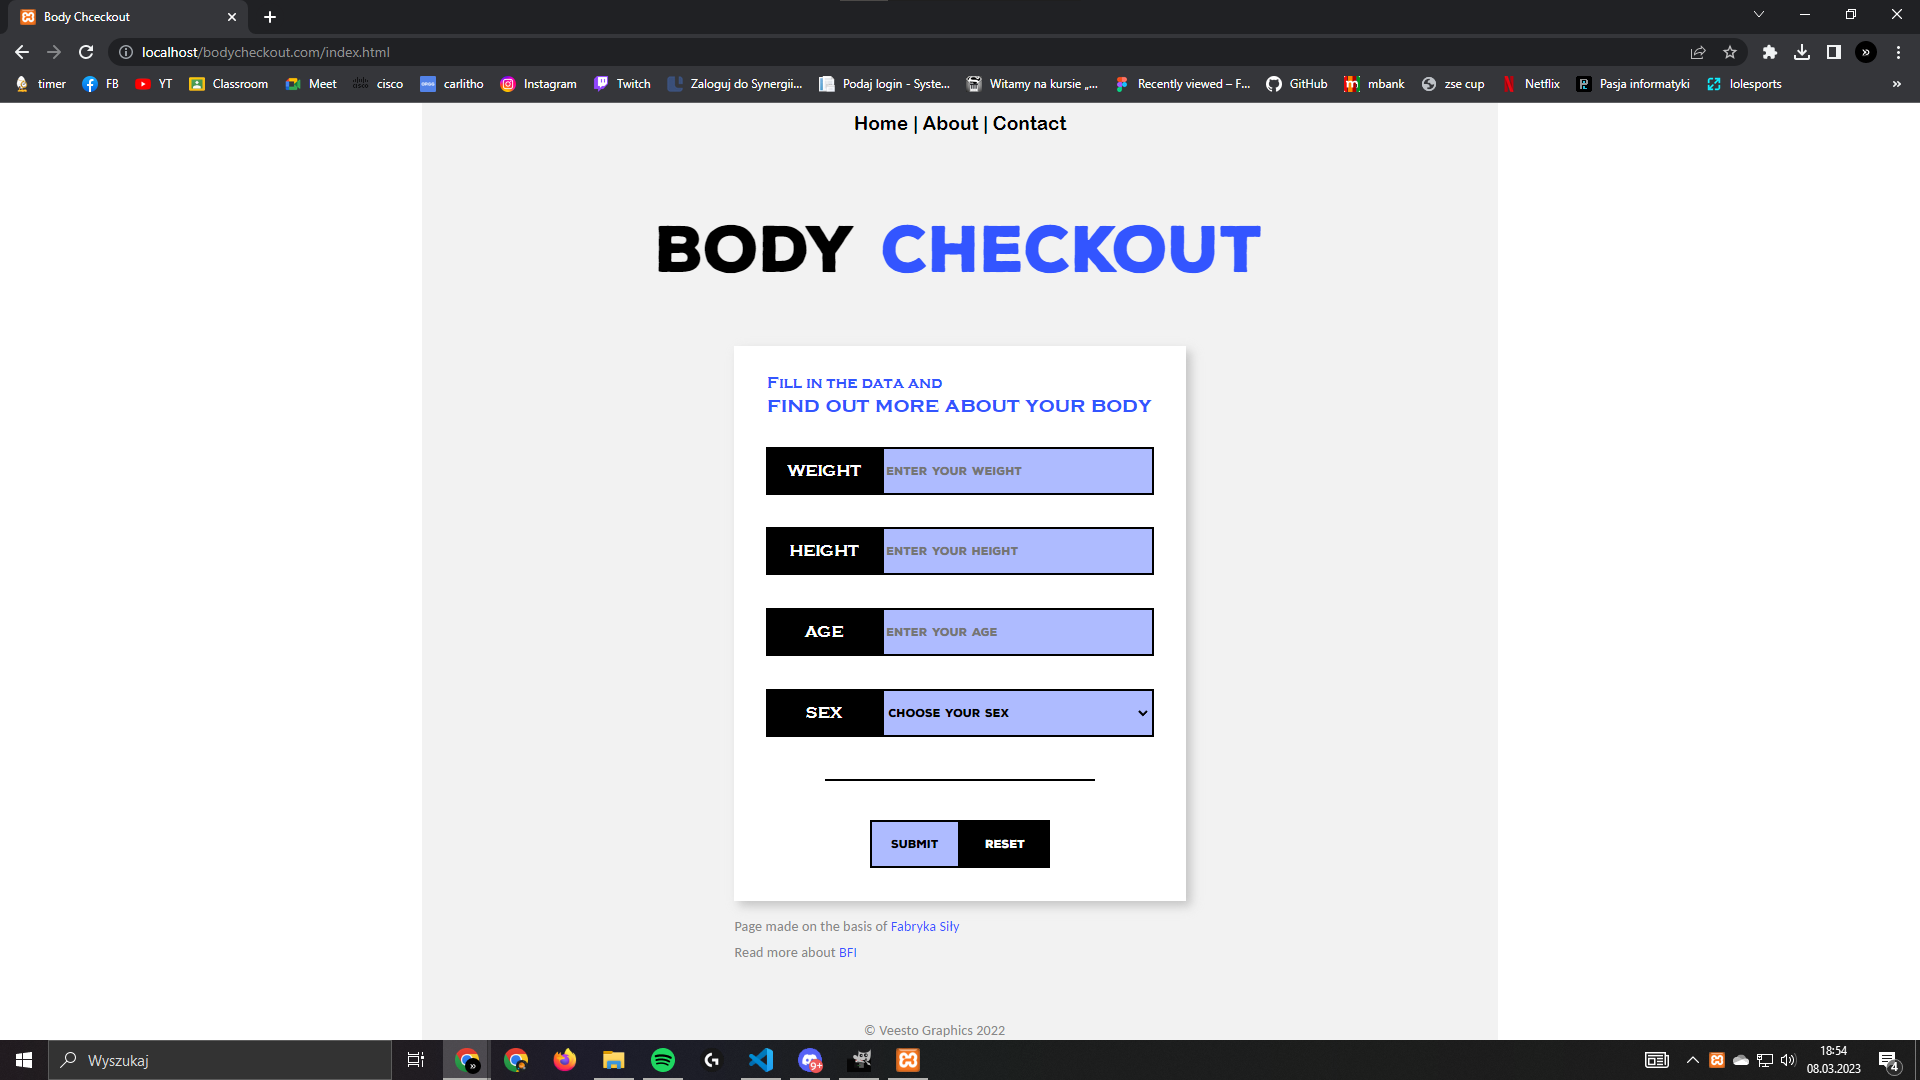 Body Chceckout
localhost/bodycheckout.com/index.html
timer FB YT Classroom Meet cisco carlitho Instagram Twitch Zaloguj do Synergii... Podaj login - Syste... Witamy na kursie „... Recently viewed – F... GitHub mbank zse cup Netflix Pasja informatyki lolesports »
Home | About | Contact
BODY CHECKOUT
FILL IN THE DATA AND
FIND OUT MORE ABOUT YOUR BODY
WEIGHT ENTER YOUR WEIGHT
HEIGHT ENTER YOUR HEIGHT
AGE ENTER YOUR AGE
SEX CHOOSE YOUR SEX
SUBMIT RESET
Page made on the basis of Fabryka Siły
Read more about BFI
© Veesto Graphics 2022
Wyszukaj
9+
18:54
08.03.2023
4